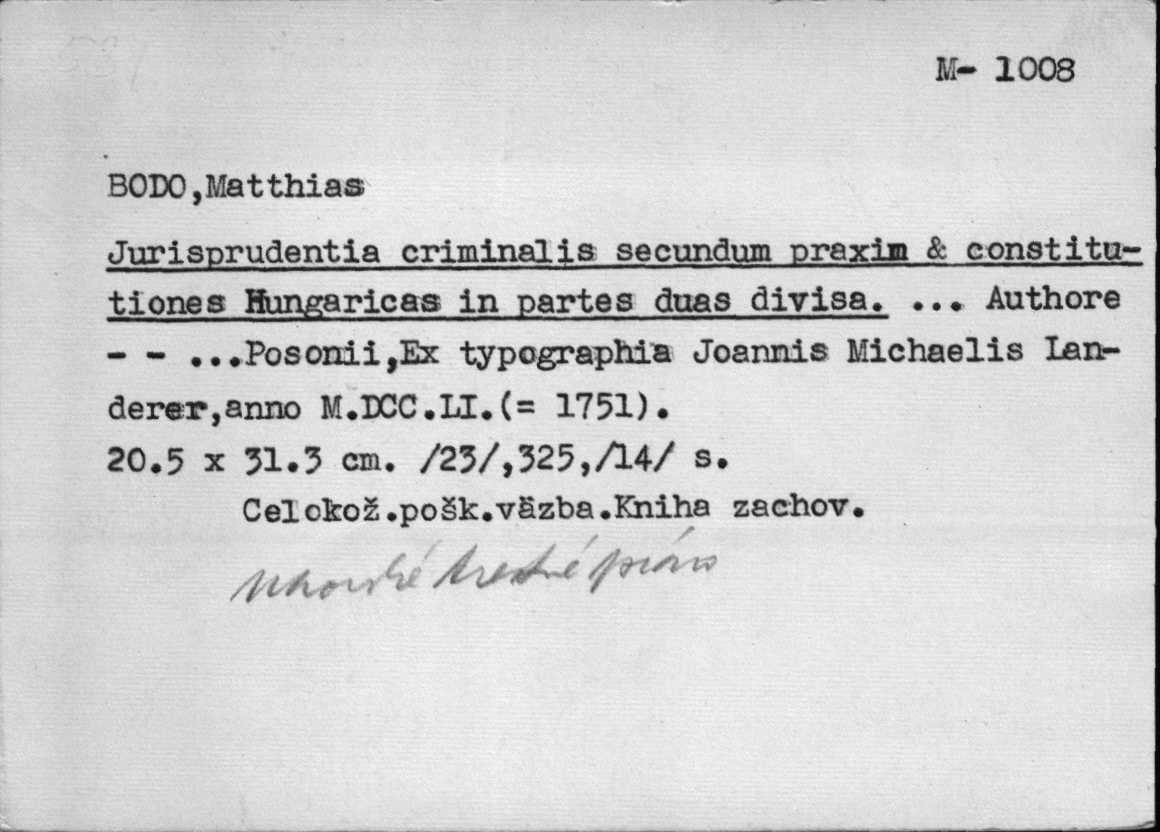 M- 1008
BODO,Matthias
Jurisprudentia criminalis secundum praxim & constitu-
tiones Hungaricas in partes duas divisa. ... Authore
- - ...Posonii,Ex typographia Joannis Michaelis Lan-
derer,anno M.DCC.LI.(= 1751).
20.5 x 31.3 cm. /23/,325,/14/ s.
Celokož.pošk.väzba.Kniha zachov.
Uhorské trestné právo